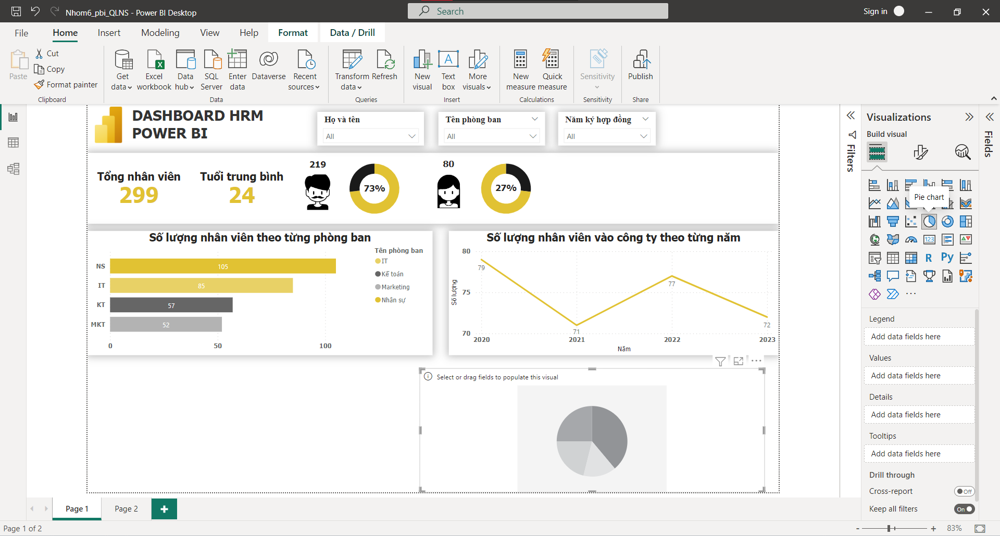 Nhom6_pbi_QLNS - Power BI Desktop
Search
Sign in
File
Home
Insert
Modeling
View
Help
Format
Data / Drill
Paste
Cut
Copy
Format painter
Clipboard
Get data
Excel workbook
Data hub
SQL Server
Enter data
Dataverse
Recent sources
Data
Transform data
Refresh
Queries
New visual
Text box
More visuals
Insert
New measure
Quick measure
Calculations
Sensitivity
Sensitivity
Publish
Share
DASHBOARD HRM
POWER BI
Họ và tên
All
Tên phòng ban
All
Năm ký hợp đồng
All
Tổng nhân viên
299
Tuổi trung bình
24
219
73%
80
27%
Số lượng nhân viên theo từng phòng ban
Tên phòng ban
IT
Kế toán
Marketing
Nhân sự
NS
105
IT
85
KT
57
MKT
52
0
50
100
Số lượng nhân viên vào công ty theo từng năm
80
75
70
Số lượng
79
71
77
72
2020
2021
2022
2023
Năm
Select or drag fields to populate this visual
Filters
Visualizations
Build visual
Pie chart
123
R
Py
Legend
Add data fields here
Values
Add data fields here
Details
Add data fields here
Tooltips
Add data fields here
Drill through
Cross-report
Off
Keep all filters
On
Fields
Page 1
Page 2
Page 1 of 2
83%